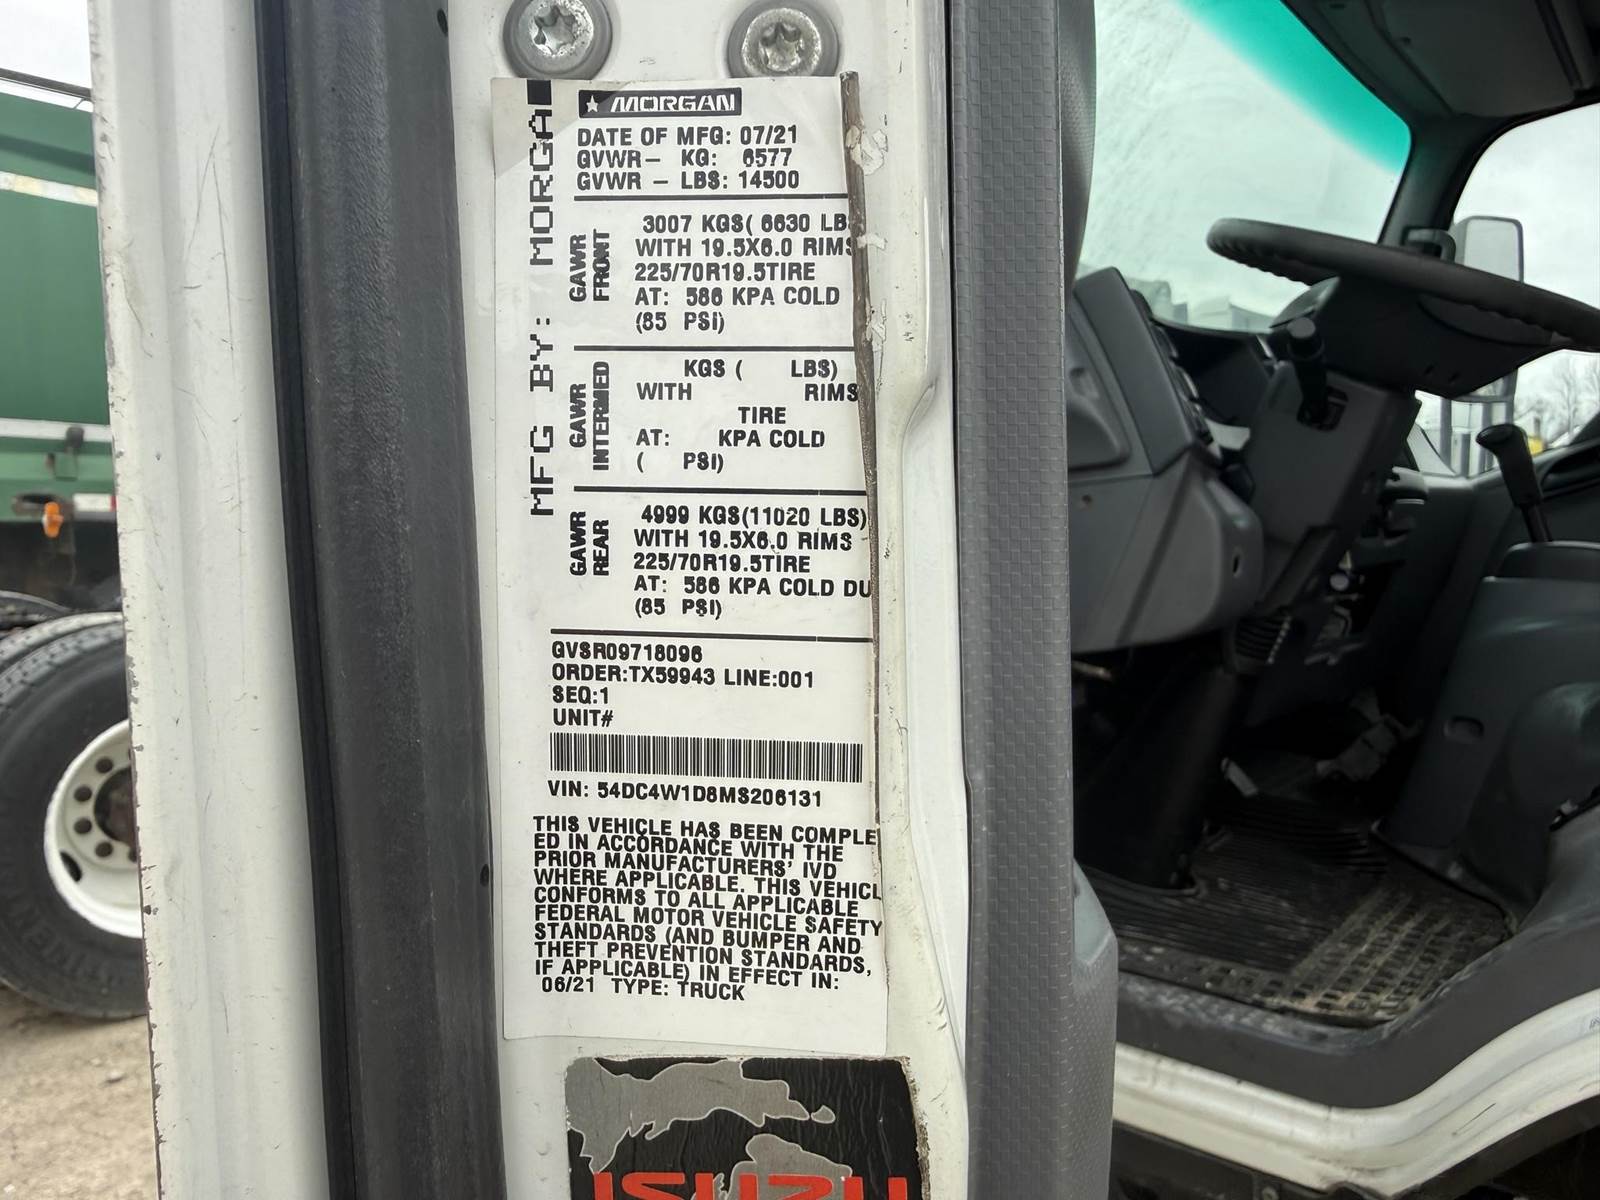 MORGAN
DATE OF MFG: 07/21
GVWR- KG: 6577
GVWR - LBS: 14500
MFG BY: MORGA
GAWR FRONT
3007 KGS( 6630 LBS
WITH 19.5X6.0 RIMS
225/70R19.5TIRE
AT: 586 KPA COLD
(85 PSI)
GAWR INTERMED
KGS ( LBS)
WITH RIMS
TIRE
AT: KPA COLD
( PSI)
GAWR REAR
4999 KGS(11020 LBS)
WITH 19.5X6.0 RIMS
225/70R19.5TIRE
AT: 586 KPA COLD DU
(85 PSI)
GVSR09718096
ORDER:TX59943 LINE:001
SEQ:1
UNIT#
VIN: 54DC4W1D8MS206131
THIS VEHICLE HAS BEEN COMPLE
ED IN ACCORDANCE WITH THE
PRIOR MANUFACTURERS' IVD
WHERE APPLICABLE. THIS VEHICL
CONFORMS TO ALL APPLICABLE
FEDERAL MOTOR VEHICLE SAFETY
STANDARDS (AND BUMPER AND
THEFT PREVENTION STANDARDS,
IF APPLICABLE) IN EFFECT IN:
06/21 TYPE: TRUCK
ISUZU